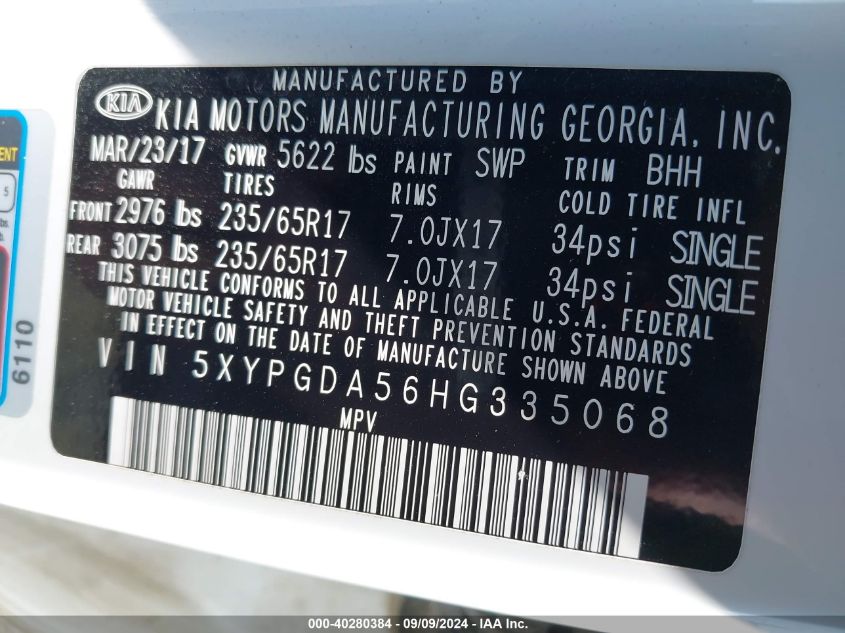 MANUFACTURED BY
KIA KIA MOTORS MANUFACTURING GEORGIA, INC.
MAR/23/17 GVWR 5622 lbs PAINT SWP TRIM BHH
GAWR TIRES RIMS COLD TIRE INFL
FRONT 2976 lbs 235/65R17 7.0JX17 34psi SINGLE
REAR 3075 lbs 235/65R17 7.0JX17 34psi SINGLE
THIS VEHICLE CONFORMS TO ALL APPLICABLE U.S.A. FEDERAL
MOTOR VEHICLE SAFETY AND THEFT PREVENTION STANDARDS
IN EFFECT ON THE DATE OF MANUFACTURE SHOWN ABOVE
VIN 5XYPGDA56HG335068
MPV
5
6110
000-40280384 - 09/09/2024 - IAA Inc.